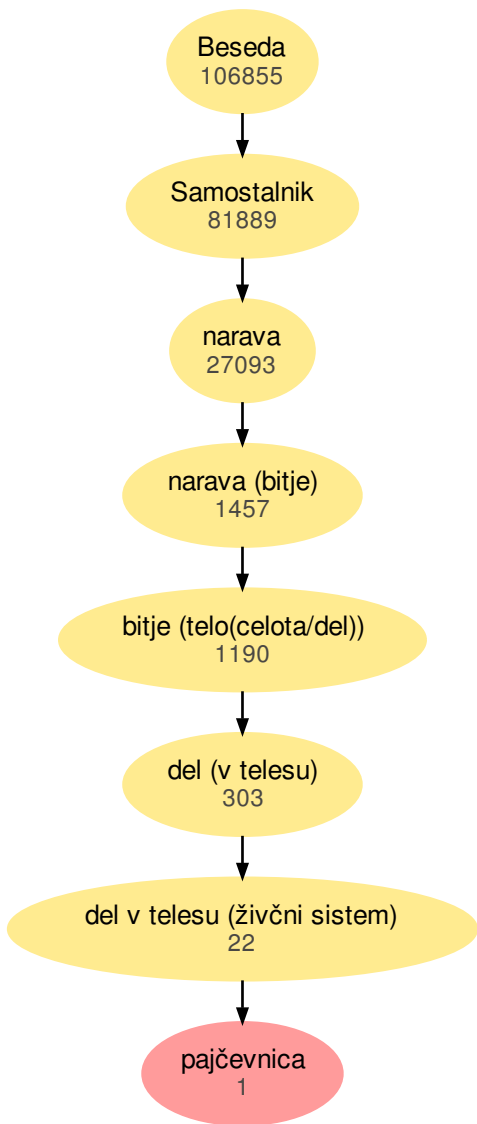 Beseda
106855
Samostalnik
81889
narava
27093
narava (bitje)
1457
bitje (telo(celota/del))
1190
del (v telesu)
303
del v telesu (živčni sistem)
22
pajčevnica
1